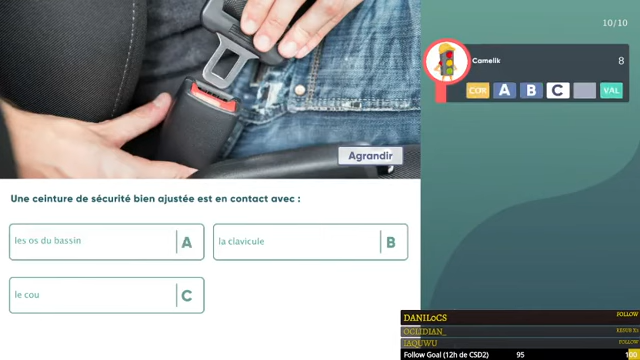 10/10
Camelik 8
COR A B C VAL
Agrandir
Une ceinture de sécurité bien ajustée est en contact avec :
les os du bassin A
la clavicule B
le cou C
DANILoCS FOLLOW
OCLIDIAN_
IAQUWU FOLLOW
Follow Goal (12h de CSD2) 95 100